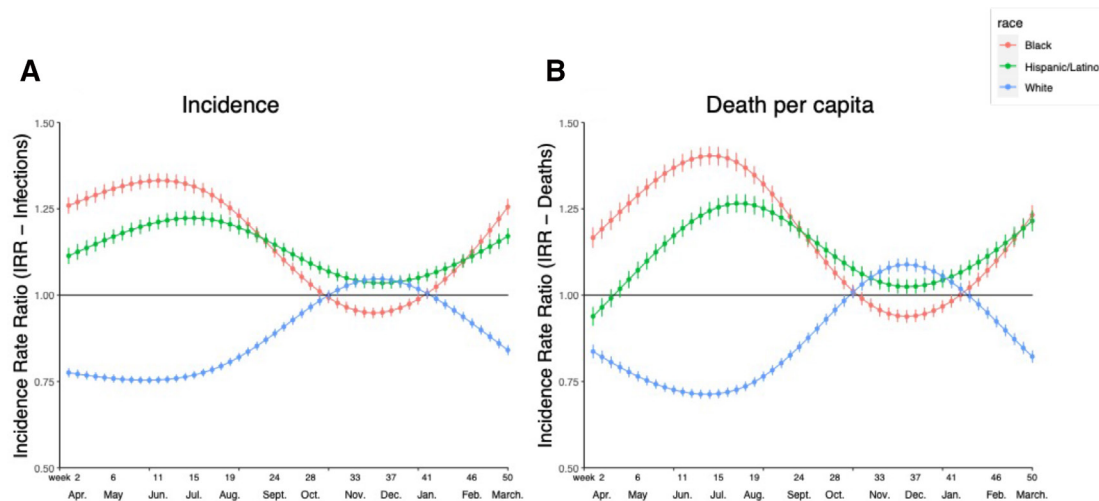 race
Black
Hispanic/Latino
White
A
Incidence
Incidence Rate Ratio (IRR – Infections)
1.50
1.25
1.00
0.75
0.50
week 2 6 11 15 19 24 28 33 37 41 46 50
Apr. May Jun. Jul. Aug. Sept. Oct. Nov. Dec. Jan. Feb. March.
B
Death per capita
Incidence Rate Ratio (IRR – Deaths)
1.50
1.25
1.00
0.75
0.50
week 2 6 11 15 19 24 28 33 37 41 46 50
Apr. May Jun. Jul. Aug. Sept. Oct. Nov. Dec. Jan. Feb. March.